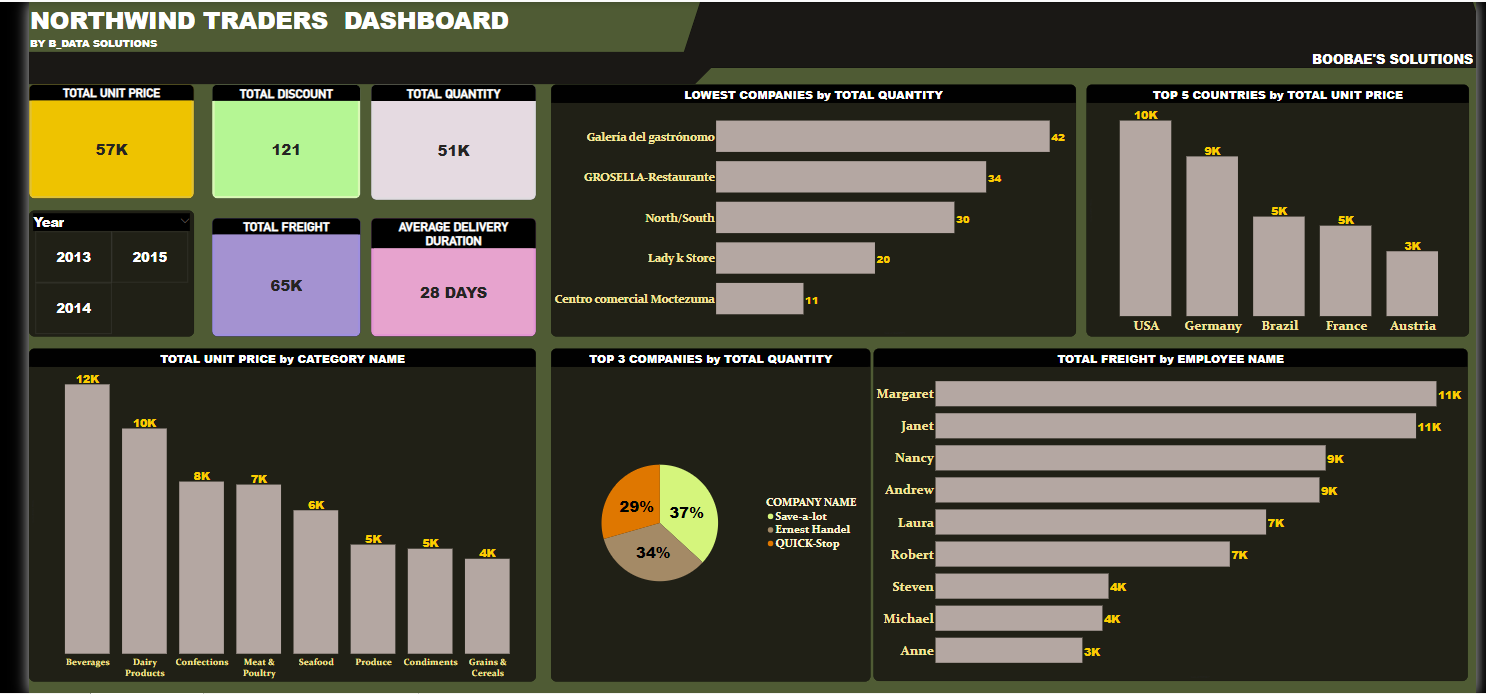 NORTHWIND TRADERS DASHBOARD
BY B_DATA SOLUTIONS
BOOBAE'S SOLUTIONS
TOTAL UNIT PRICE
57K
TOTAL DISCOUNT
121
TOTAL QUANTITY
51K
Year
2013
2015
2014
TOTAL FREIGHT
65K
AVERAGE DELIVERY
DURATION
28 DAYS
LOWEST COMPANIES by TOTAL QUANTITY
Galería del gastrónomo 42
GROSELLA-Restaurante 34
North/South 30
Lady k Store 20
Centro comercial Moctezuma 11
TOP 5 COUNTRIES by TOTAL UNIT PRICE
10K
9K
5K
5K
3K
USA Germany Brazil France Austria
TOTAL UNIT PRICE by CATEGORY NAME
12K
10K
8K
7K
6K
5K
5K
4K
Beverages
Dairy
Products
Confections
Meat &
Poultry
Seafood
Produce
Condiments
Grains &
Cereals
TOP 3 COMPANIES by TOTAL QUANTITY
29%
37%
34%
COMPANY NAME
Save-a-lot
Ernest Handel
QUICK-Stop
TOTAL FREIGHT by EMPLOYEE NAME
Margaret 11K
Janet 11K
Nancy 9K
Andrew 9K
Laura 7K
Robert 7K
Steven 4K
Michael 4K
Anne 3K